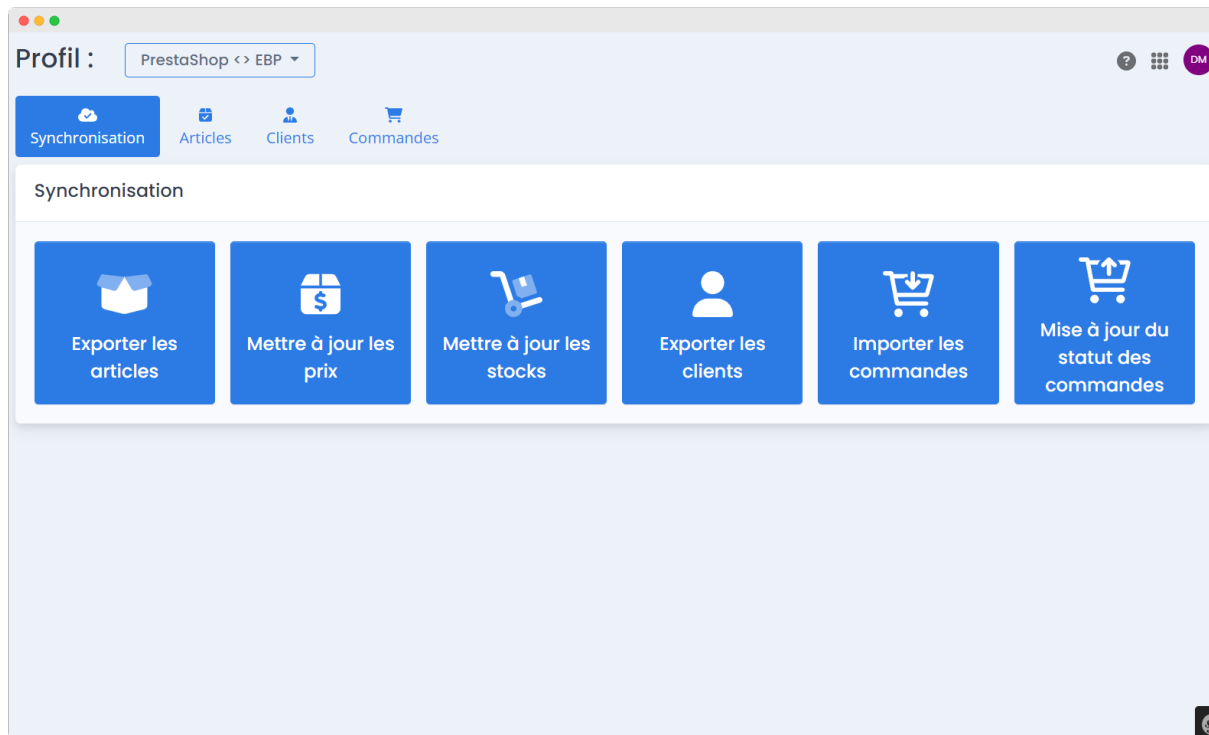 Profil :
PrestaShop <> EBP
?
DM
Synchronisation
Articles
Clients
Commandes
Synchronisation
Exporter les
articles
Mettre à jour les
prix
Mettre à jour les
stocks
Exporter les
clients
Importer les
commandes
Mise à jour du
statut des
commandes
$